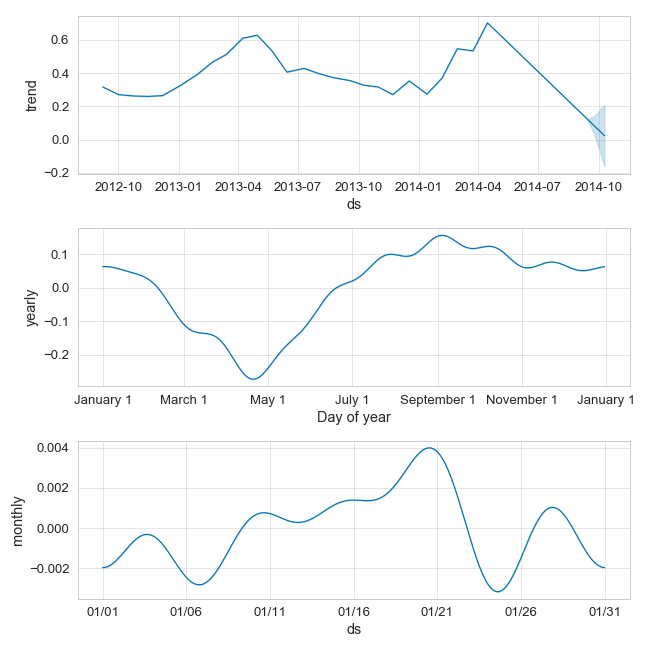 0.6
0.4
0.2
0.0
−0.2
trend
2012-10 2013-01 2013-04 2013-07 2013-10 2014-01 2014-04 2014-07 2014-10
ds
0.1
0.0
−0.1
−0.2
yearly
January 1 March 1 May 1 July 1 September 1 November 1 January 1
Day of year
0.004
0.002
0.000
−0.002
monthly
01/01 01/06 01/11 01/16 01/21 01/26 01/31
ds